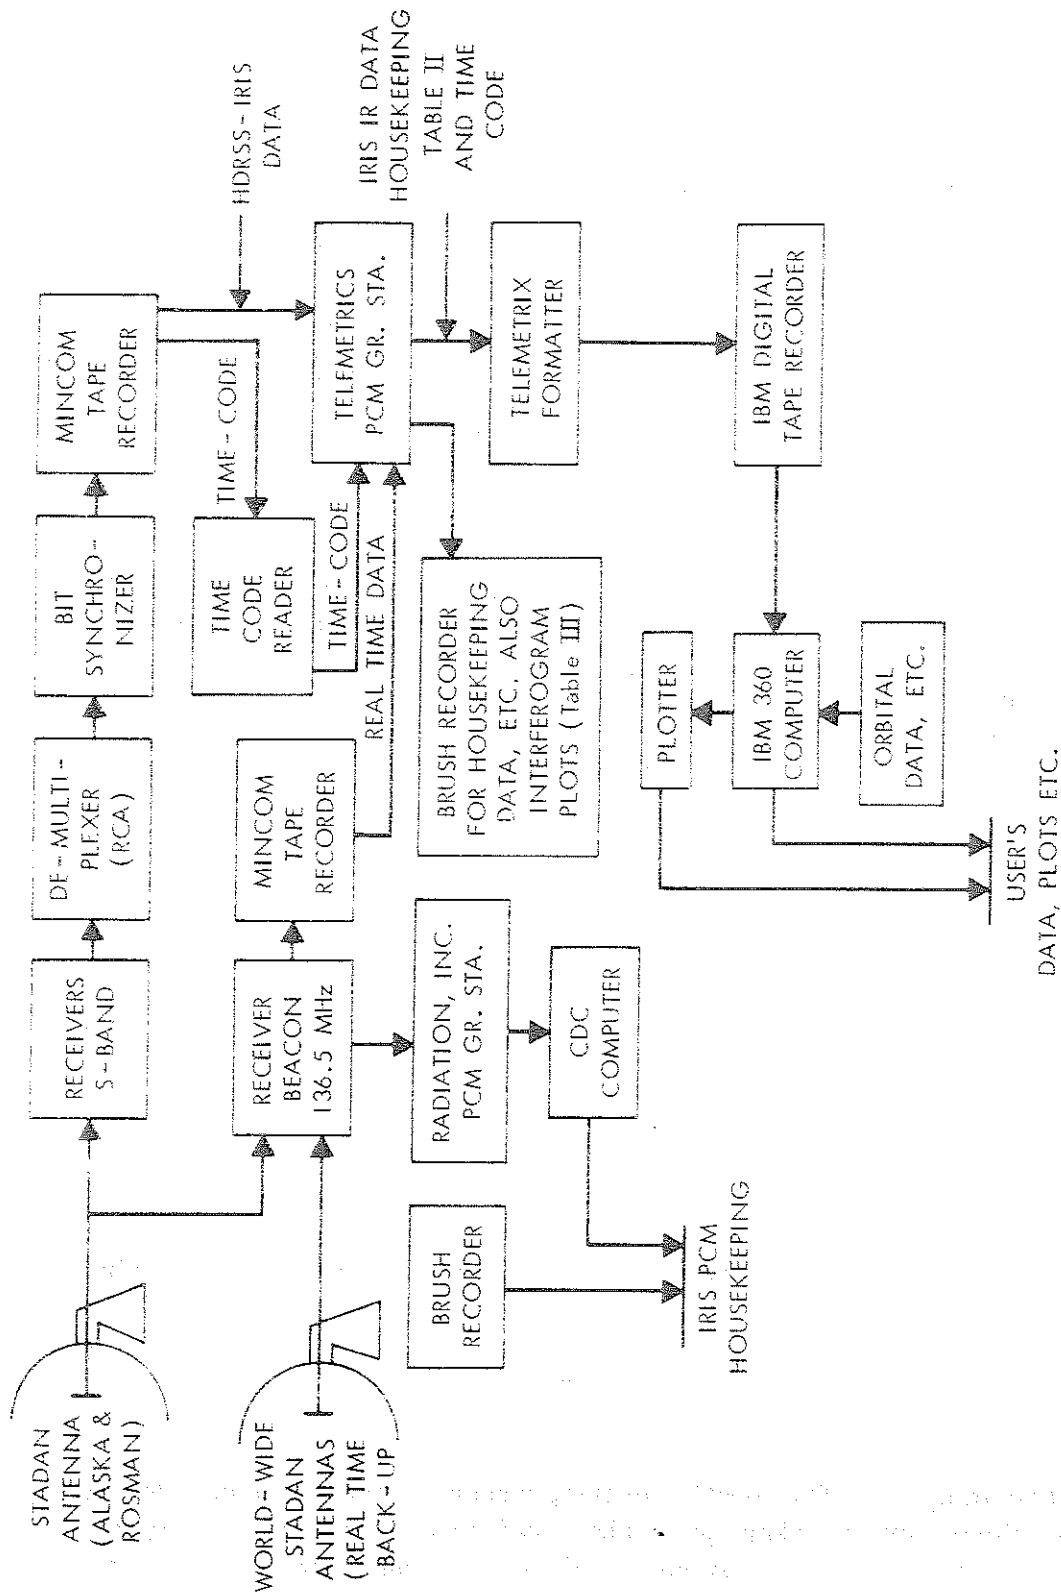 STADAN
ANTENNA
(ALASKA &
ROSMAN)
RECEIVERS
S-BAND
DE-MULTI-
PLEXER
(RCA)
BIT
SYNCHRO-
NIZER
MINCOM
TAPE
RECORDER
TIME-CODE
HDRSS-IRIS
DATA
TIME
CODE
READER
TIME-CODE
REAL TIME DATA
WORLD-WIDE
STADAN
ANTENNAS
(REAL TIME
BACK-UP
RECEIVER
BEACON
136.5 MHz
MINCOM
TAPE
RECORDER
TELEMETRICS
PCM GR. STA.
IRIS IR DATA
HOUSEKEEPING
TABLE II
AND TIME
CODE
BRUSH
RECORDER
RADIATION, INC.
PCM GR. STA.
BRUSH RECORDER
FOR HOUSEKEEPING
DATA, ETC. ALSO
INTERFEROGRAM
PLOTS (Table III)
TELEMETRIX
FORMATTER
CDC
COMPUTER
IRIS PCM
HOUSEKEEPING
PLOTTER
IBM 360
COMPUTER
ORBITAL
DATA, ETC.
IBM DIGITAL
TAPE RECORDER
USER'S
DATA, PLOTS ETC.